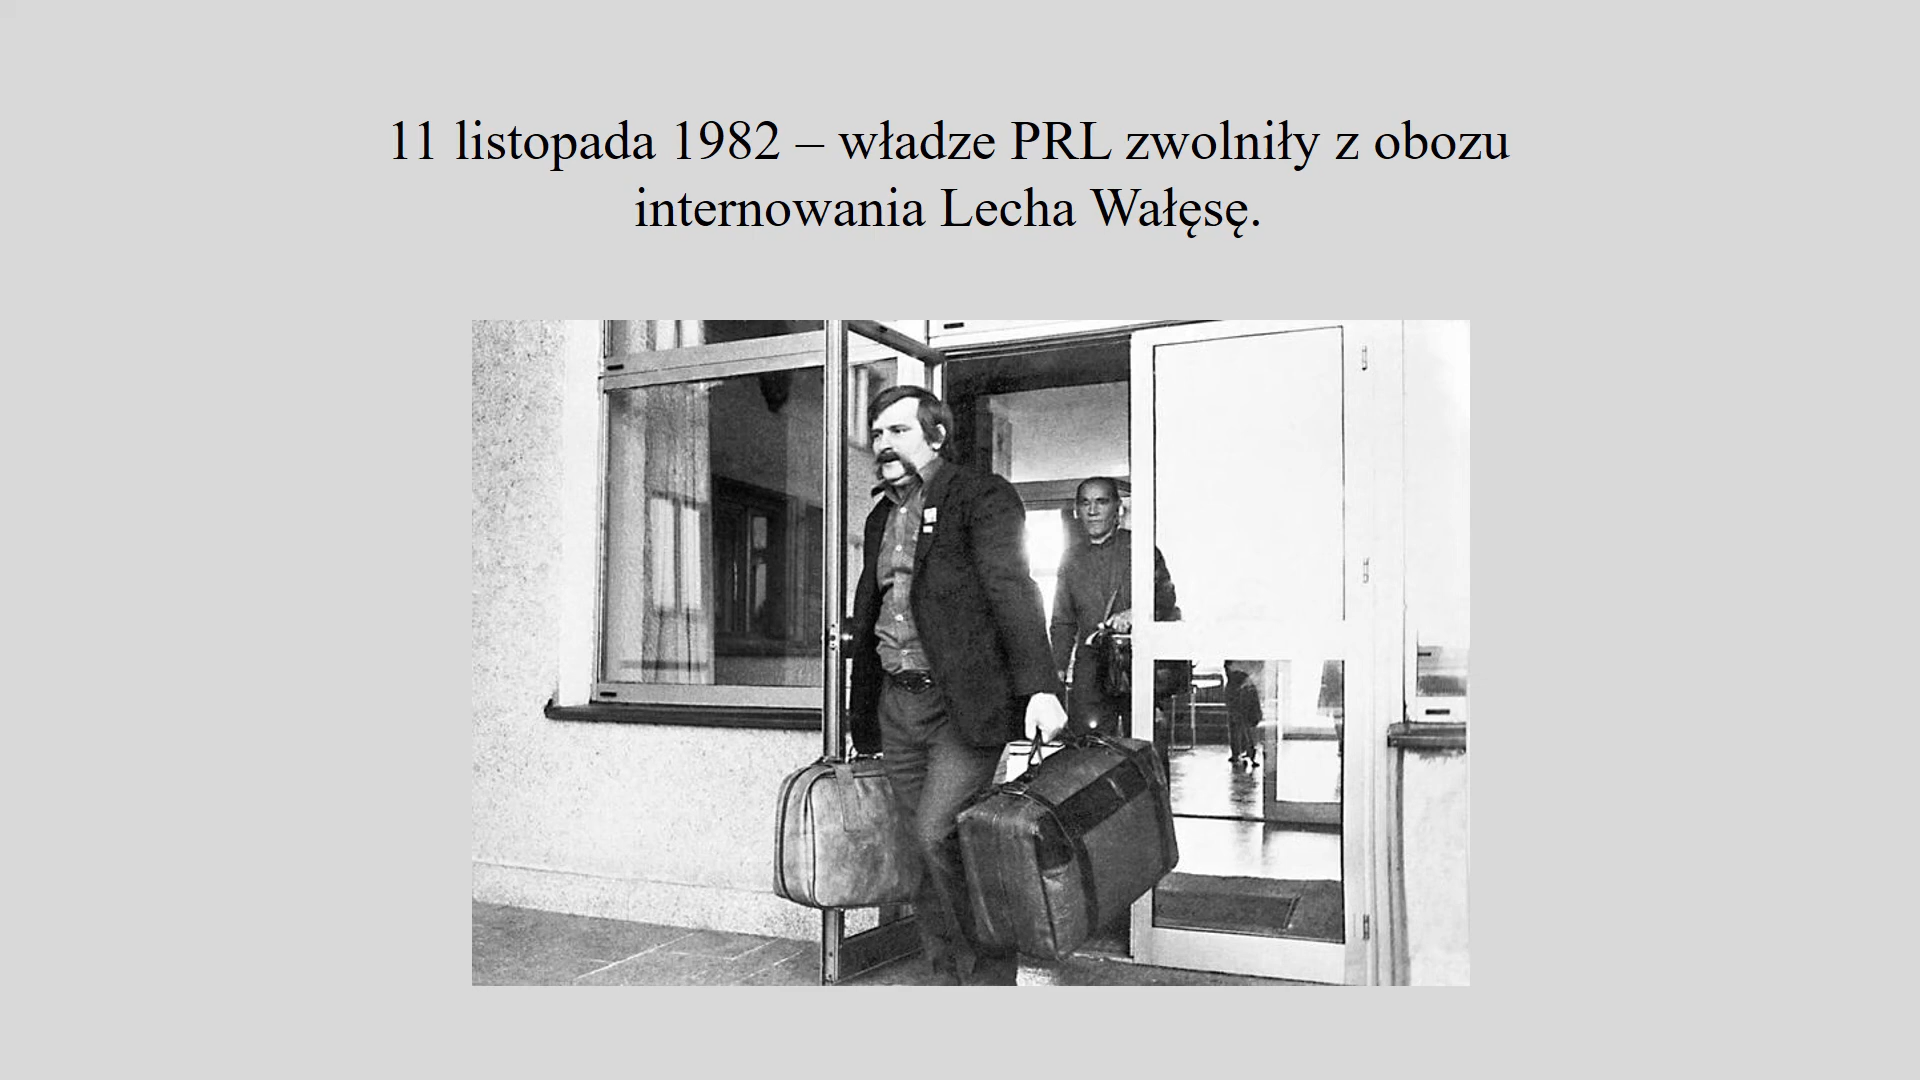 11 listopada 1982 – władze PRL zwolniły z obozu
internowania Lecha Wałęsę.